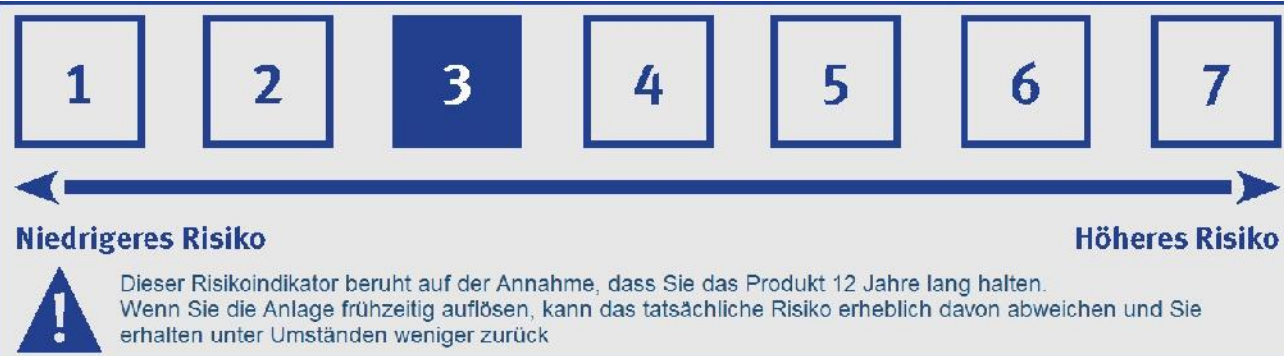 1 2 3 4 5 6 7
Niedrigeres Risiko Höheres Risiko
!
Dieser Risikoindikator beruht auf der Annahme, dass Sie das Produkt 12 Jahre lang halten.
Wenn Sie die Anlage frühzeitig auflösen, kann das tatsächliche Risiko erheblich davon abweichen und Sie
erhalten unter Umständen weniger zurück